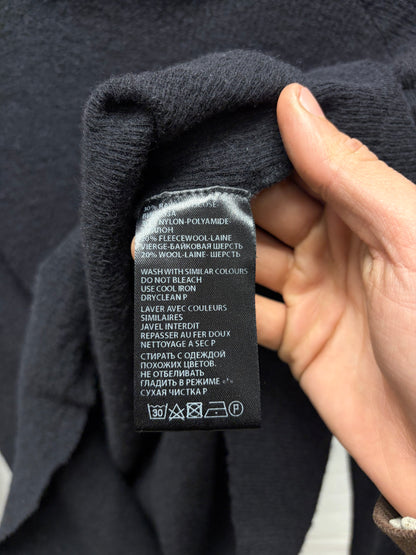 30%
NYLON-POLYAMIDE-
20% FLEECEWOOL-LAINE
VIERGE-БАЙКОВАЯ ШЕРСТЬ
20% WOOL-LAINE- ШЕРСТЬ
WASH WITH SIMILAR COLOURS
DO NOT BLEACH
USE COOL IRON
DRYCLEAN P
LAVER AVEC COULEURS
SIMILAIRES
JAVEL INTERDIT
REPASSER AU FER DOUX
NETTOYAGE A SEC P
СТИРАТЬ С ОДЕЖДОЙ
ПОХОЖИХ ЦВЕТОВ.
НЕ ОТБЕЛИВАТЬ
ГЛАДИТЬ В РЕЖИМЕ «*»
СУХАЯ ЧИСТКА P
30 P